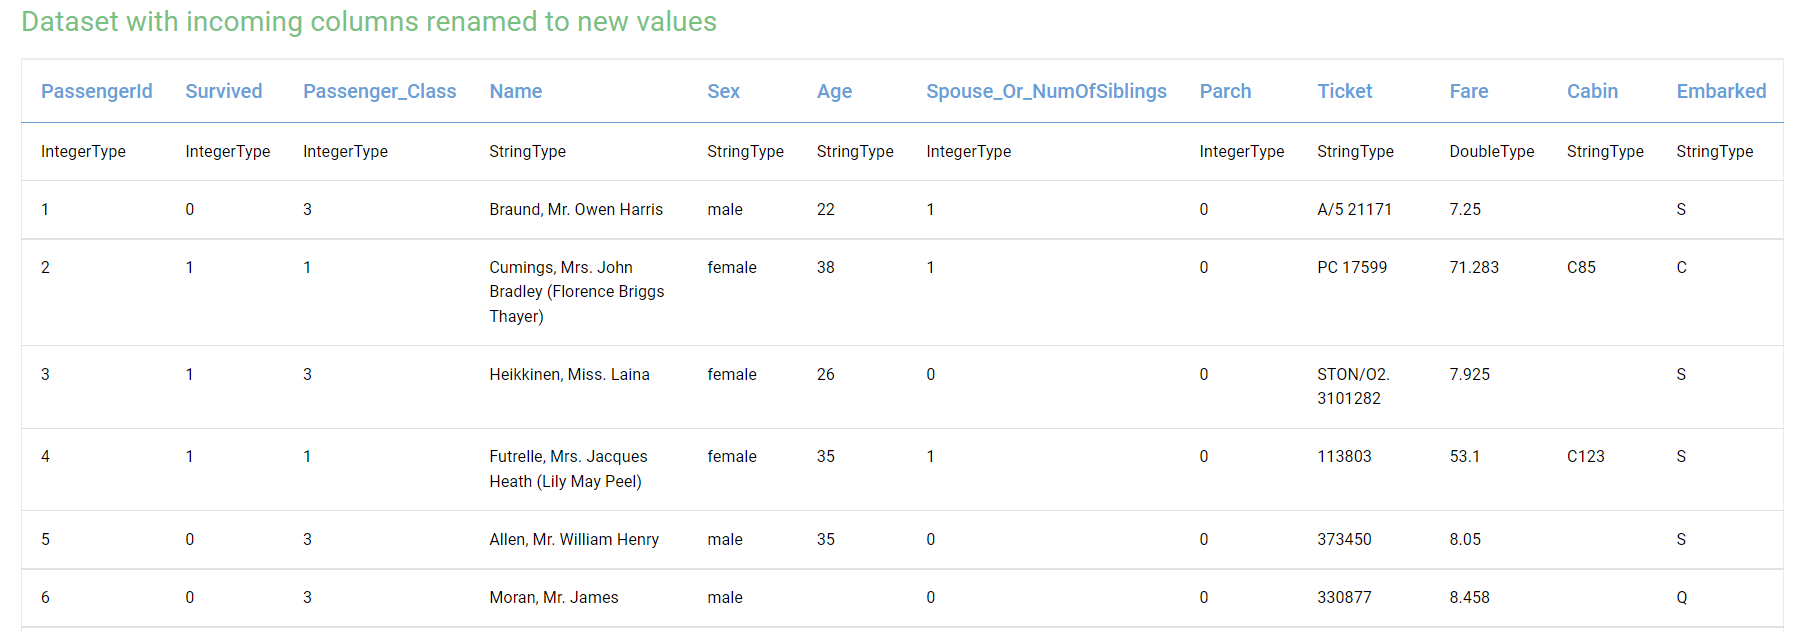 Dataset with incoming columns renamed to new values
PassengerId Survived Passenger_Class Name Sex Age Spouse_Or_NumOfSiblings Parch Ticket Fare Cabin Embarked
IntegerType IntegerType IntegerType StringType StringType StringType IntegerType IntegerType StringType DoubleType StringType StringType
1 0 3 Braund, Mr. Owen Harris male 22 1 0 A/5 21171 7.25 S
2 1 1 Cumings, Mrs. John female 38 1 0 PC 17599 71.283 C85 C
Bradley (Florence Briggs
Thayer)
3 1 3 Heikkinen, Miss. Laina female 26 0 0 STON/O2. 7.925 S
3101282
4 1 1 Futrelle, Mrs. Jacques female 35 1 0 113803 53.1 C123 S
Heath (Lily May Peel)
5 0 3 Allen, Mr. William Henry male 35 0 0 373450 8.05 S
6 0 3 Moran, Mr. James male 0 0 330877 8.458 Q